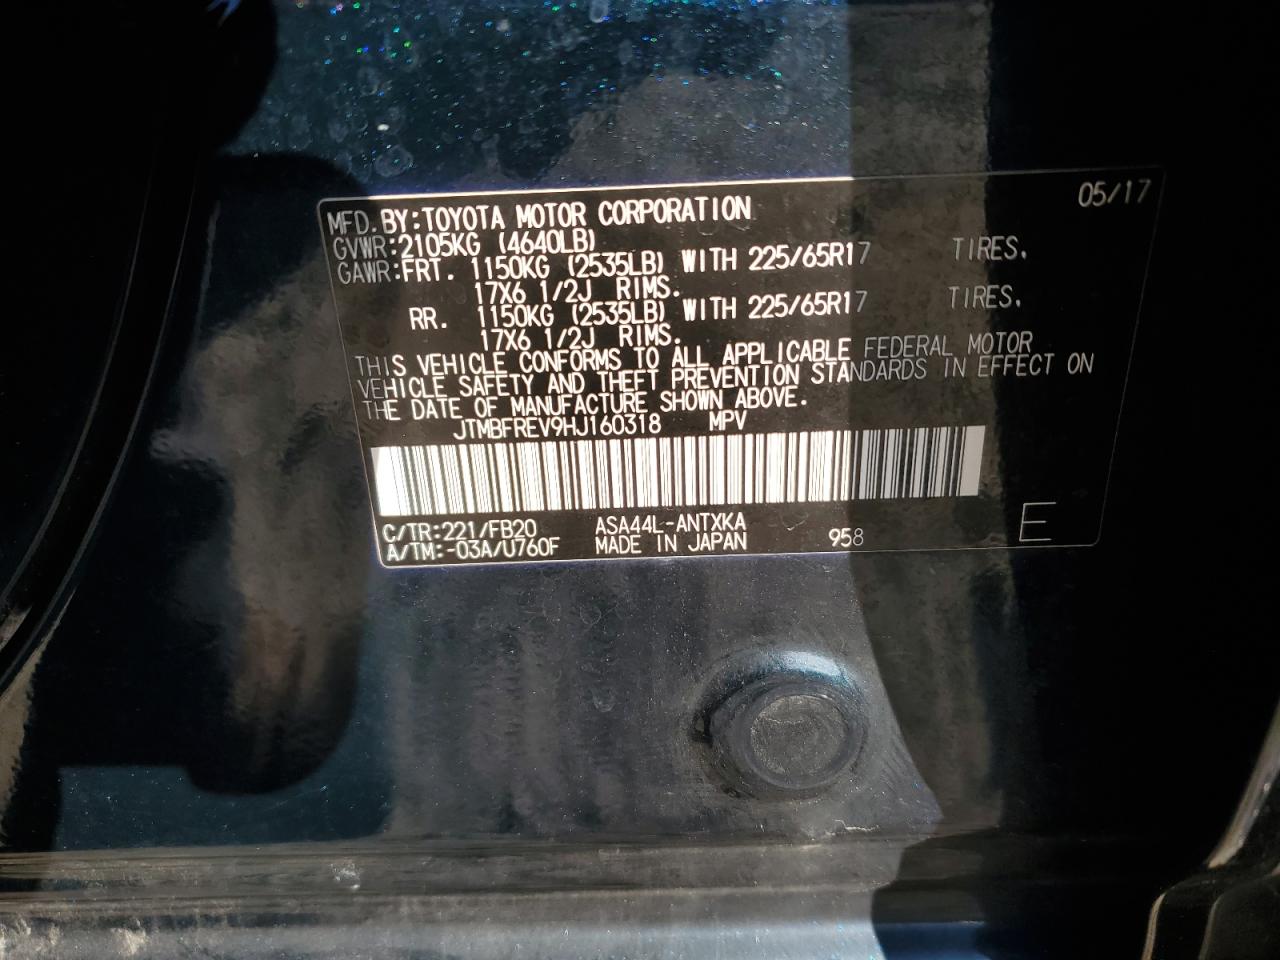 05/17
MFD.BY:TOYOTA MOTOR CORPORATION
GVWR:2105KG (4640LB)
GAWR:FRT. 1150KG (2535LB) WITH 225/65R17 TIRES.
17X6 1/2J RIMS.
RR. 1150KG (2535LB) WITH 225/65R17 TIRES.
17X6 1/2J RIMS.
THIS VEHICLE CONFORMS TO ALL APPLICABLE FEDERAL MOTOR
VEHICLE SAFETY AND THEFT PREVENTION STANDARDS IN EFFECT ON
THE DATE OF MANUFACTURE SHOWN ABOVE.
JTMBFREV9HJ160318 MPV
C/TR:221/FB20 ASA44L-ANTXKA
A/TM:-03A/U760F MADE IN JAPAN 958 E